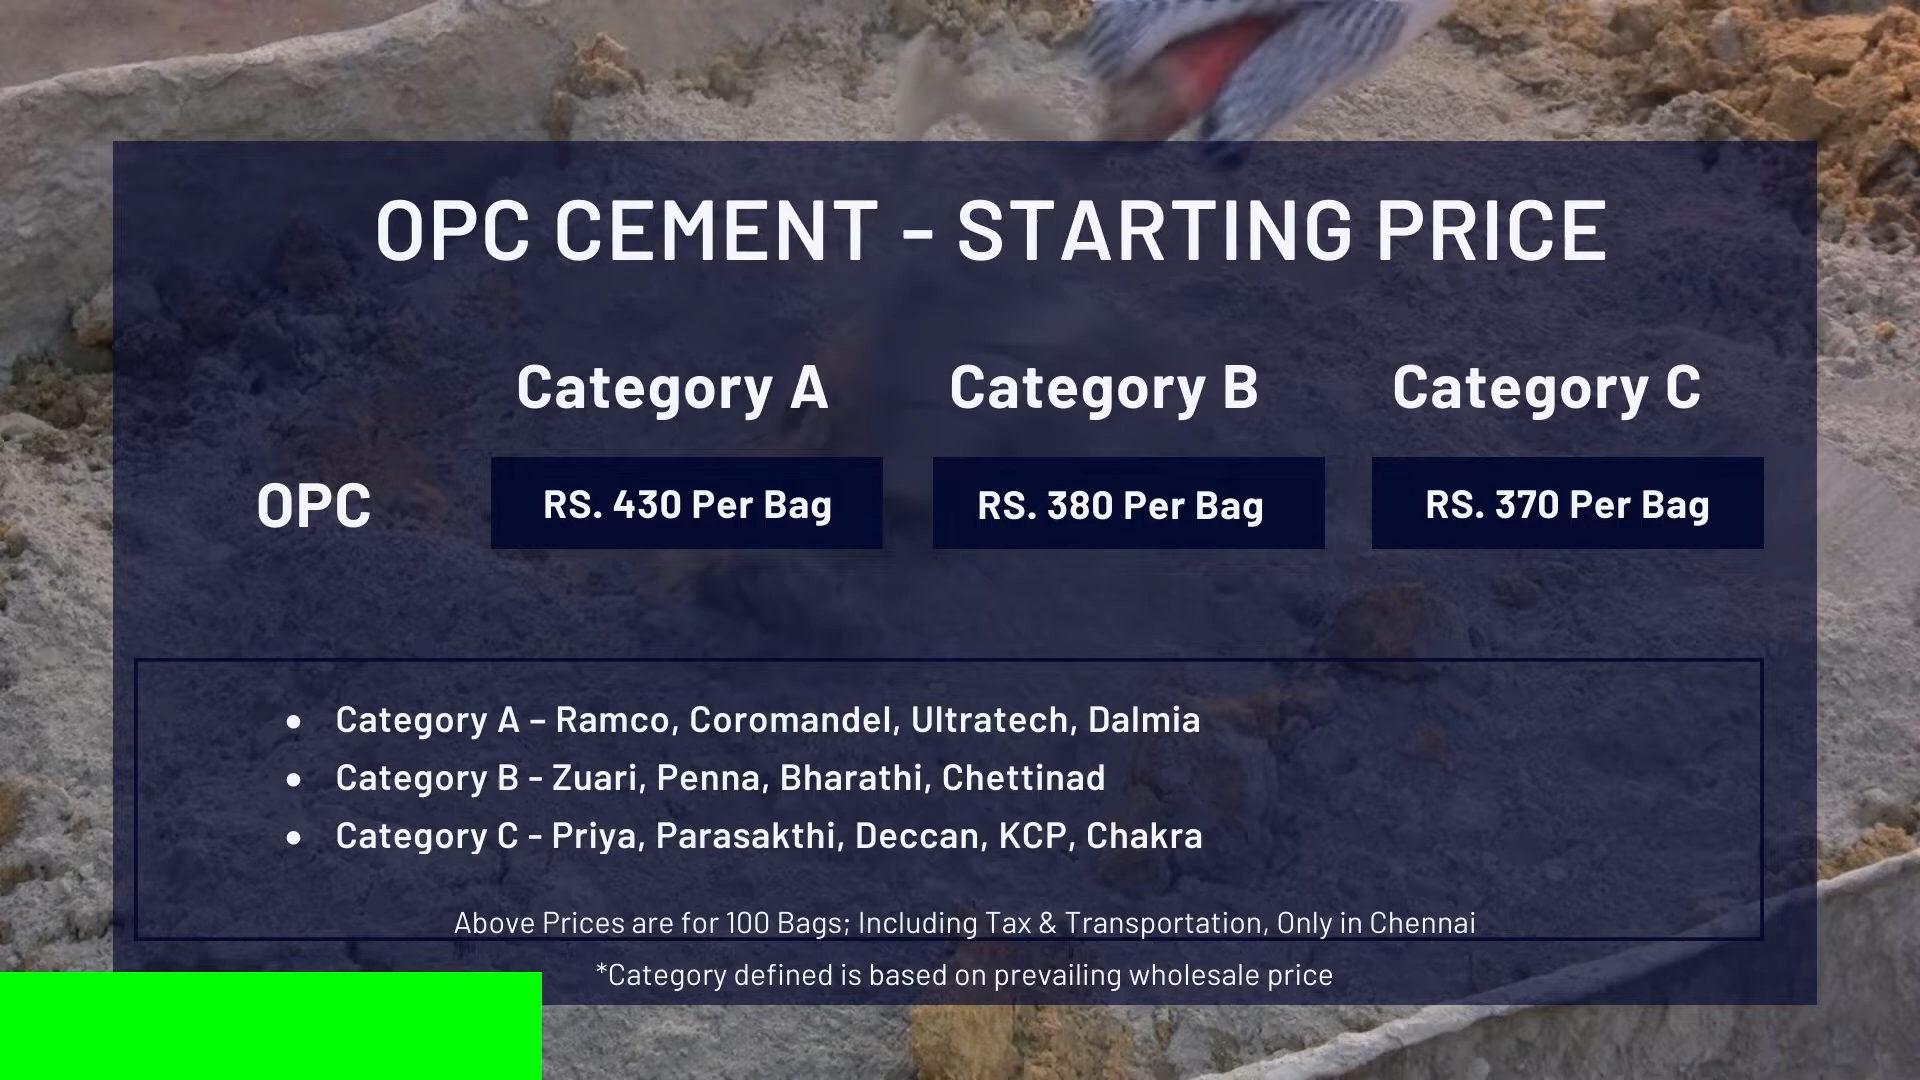 OPC CEMENT - STARTING PRICE
Category A Category B Category C
OPC RS. 430 Per Bag RS. 380 Per Bag RS. 370 Per Bag
• Category A – Ramco, Coromandel, Ultratech, Dalmia
• Category B - Zuari, Penna, Bharathi, Chettinad
• Category C - Priya, Parasakthi, Deccan, KCP, Chakra
Above Prices are for 100 Bags; Including Tax & Transportation, Only in Chennai
*Category defined is based on prevailing wholesale price